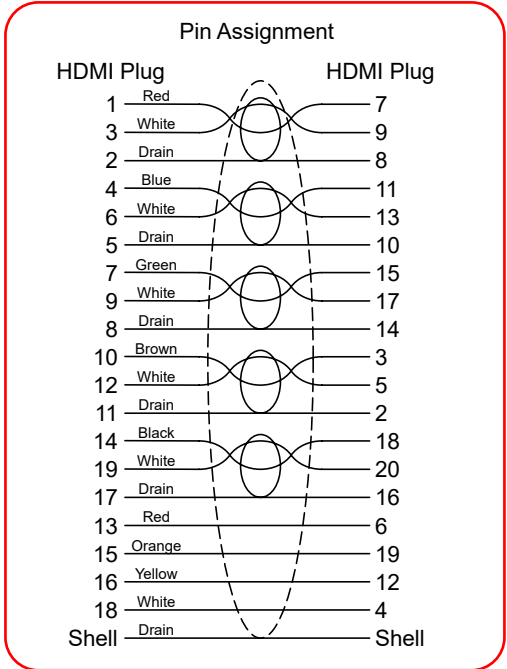 Pin Assignment
HDMI Plug HDMI Plug
1 Red 7
3 White 9
2 Drain 8
4 Blue 11
6 White 13
5 Drain 10
7 Green 15
9 White 17
8 Drain 14
10 Brown 3
12 White 5
11 Drain 2
14 Black 18
19 White 20
17 Drain 16
13 Red 6
15 Orange 19
16 Yellow 12
18 White 4
Shell Drain Shell